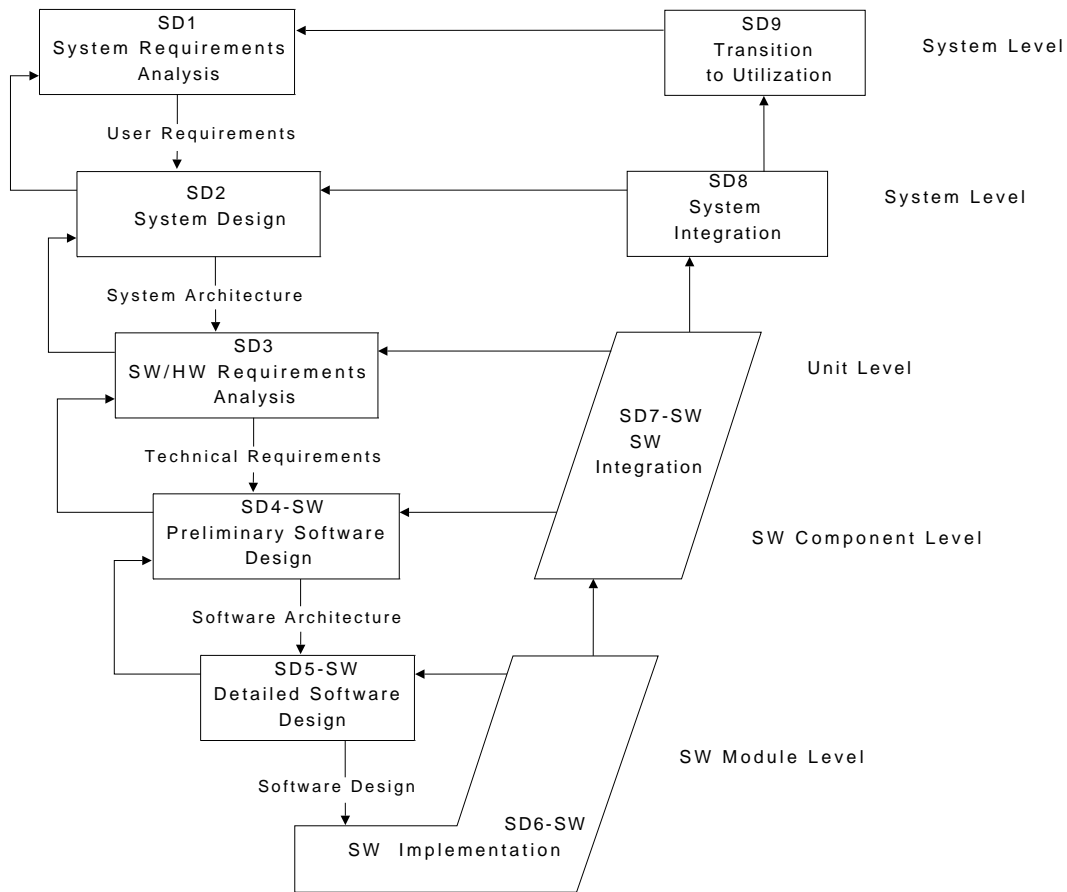 SD1
System Requirements
Analysis
SD9
Transition
to Utilization
System Level
User Requirements
SD2
System Design
SD8
System
Integration
System Level
System Architecture
SD3
SW/HW Requirements
Analysis
Unit Level
SD7-SW
SW
Integration
Technical Requirements
SD4-SW
Preliminary Software
Design
SW Component Level
Software Architecture
SD5-SW
Detailed Software
Design
SW Module Level
Software Design
SD6-SW
SW Implementation